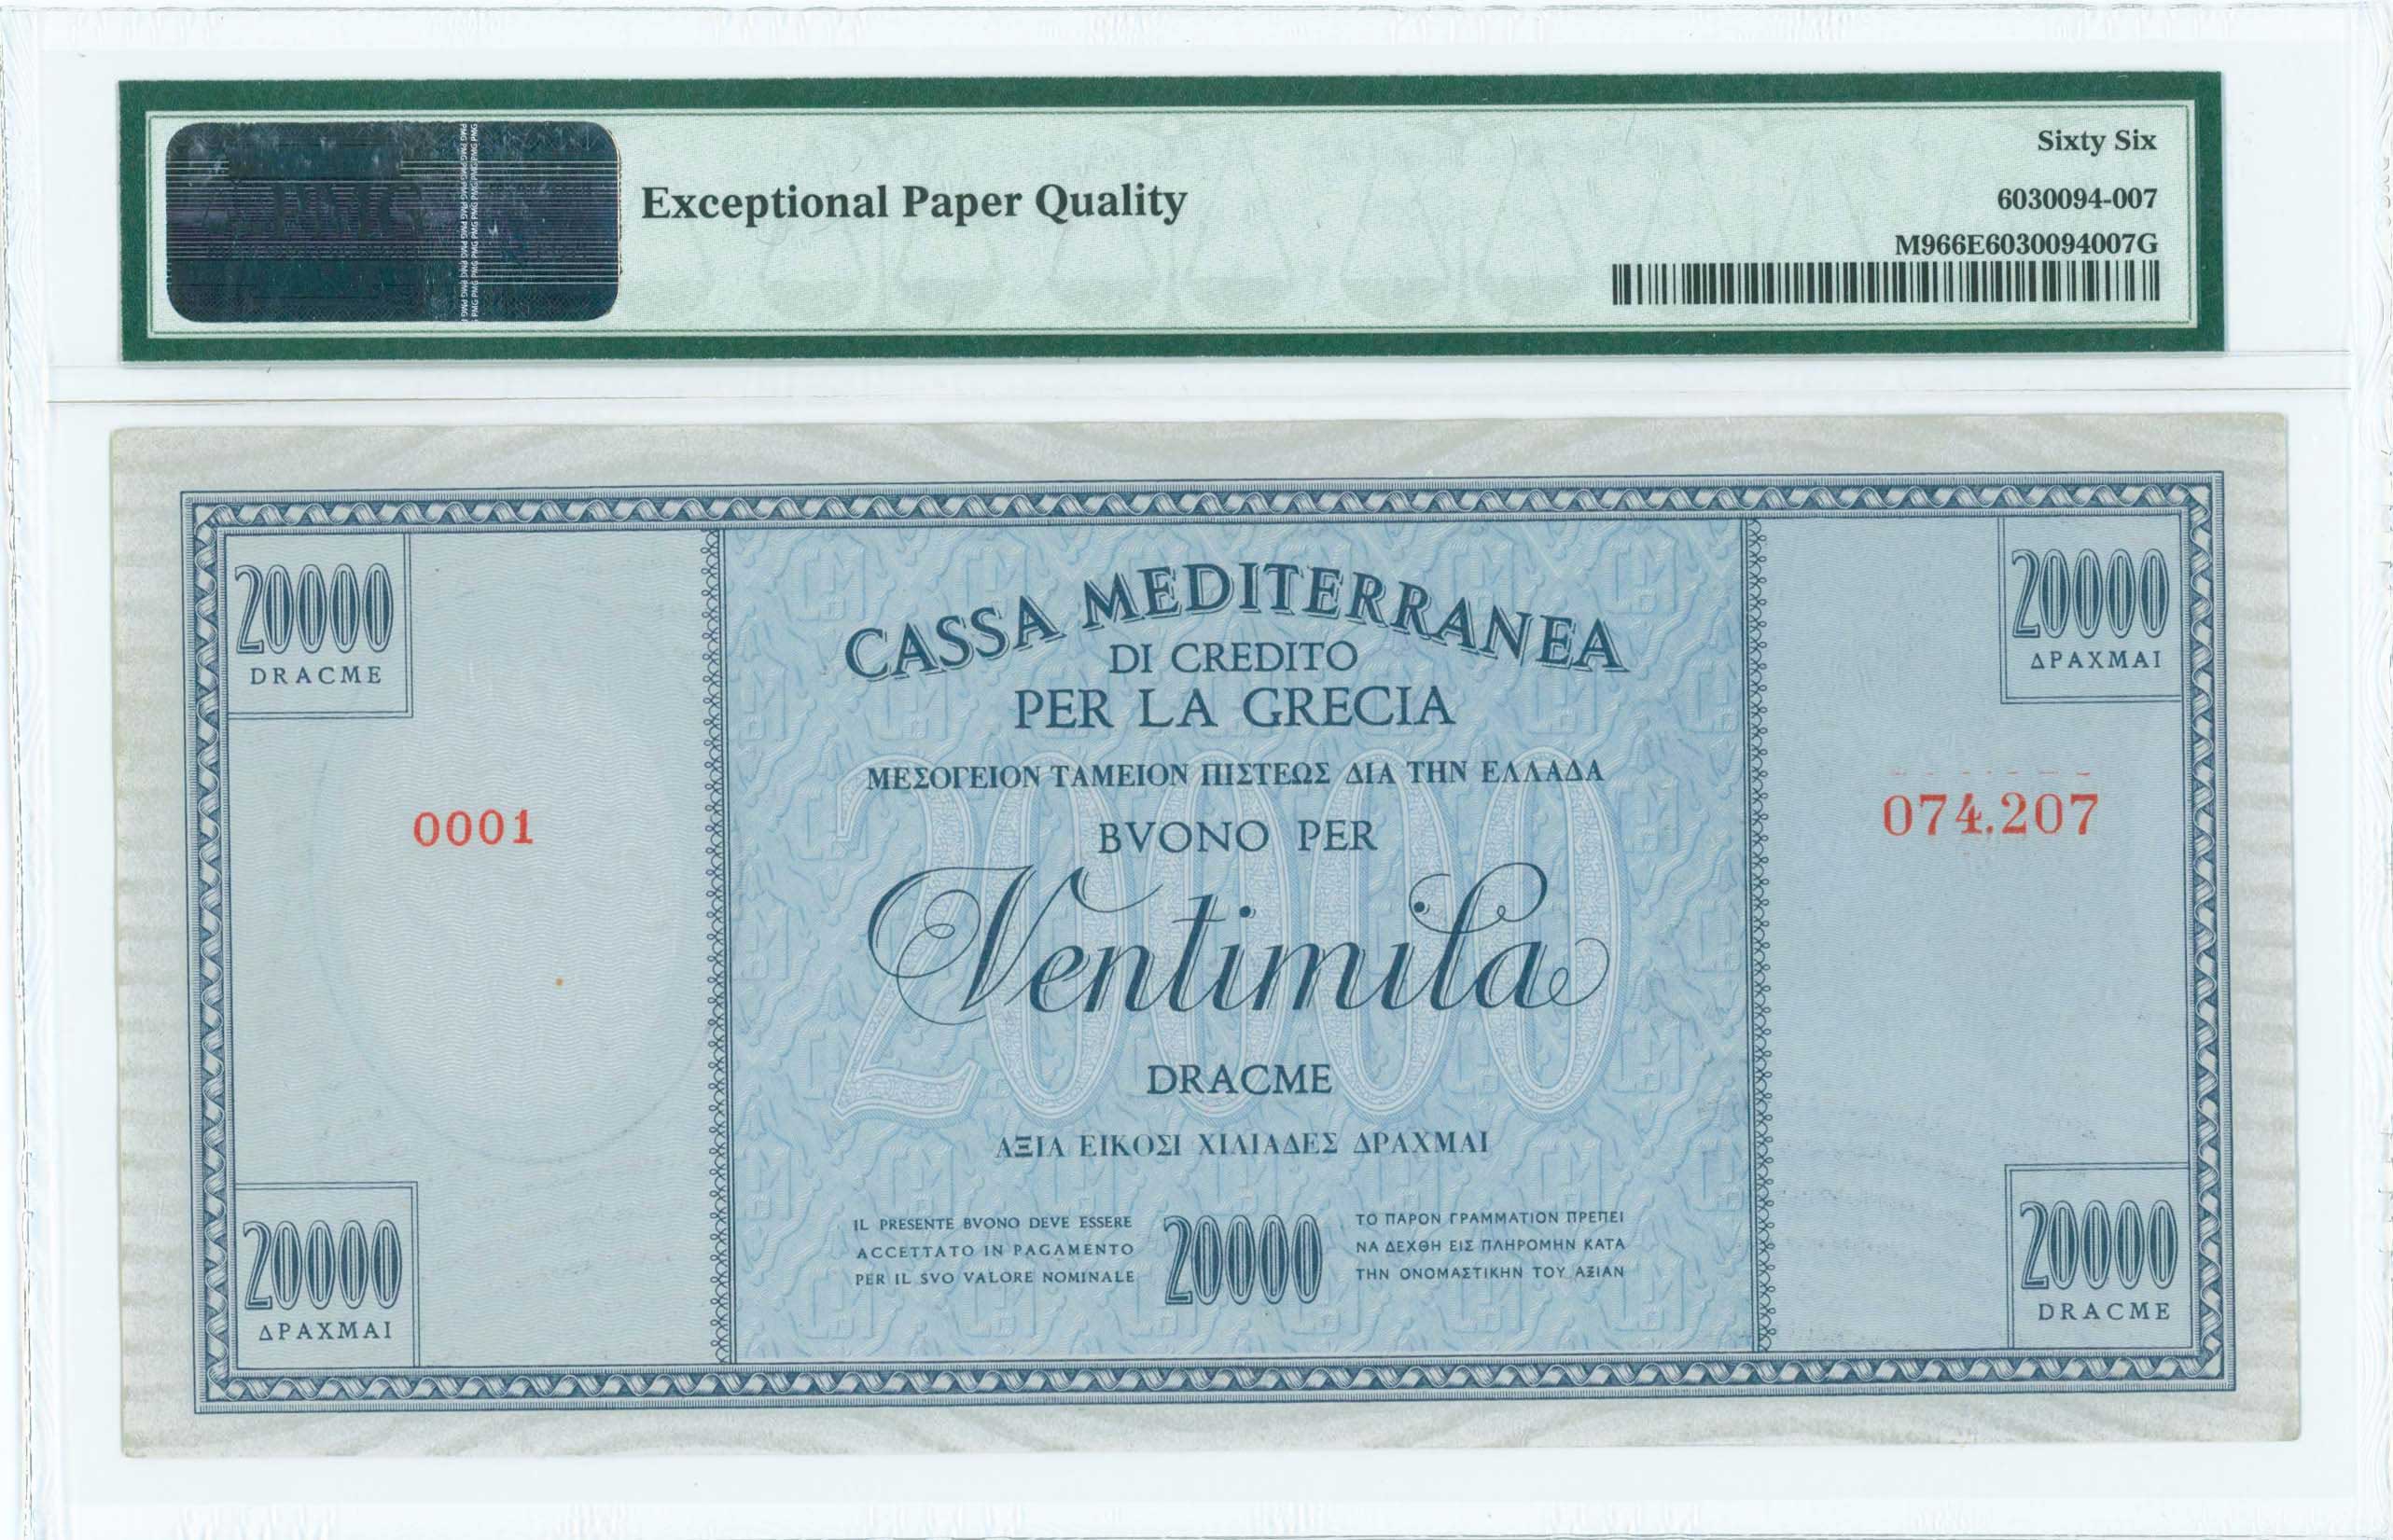 Sixty Six
Exceptional Paper Quality
6030094-007
M966E6030094007G
20000
DRACME
20000
ΔΡΑΧΜΑΙ
CASSA MEDITERRANEA
DI CREDITO
PER LA GRECIA
ΜΕΣΟΓΕΙΟΝ ΤΑΜΕΙΟΝ ΠΙΣΤΕΩΣ ΔΙΑ ΤΗΝ ΕΛΛΑΔΑ
0001
BVONO PER
074.207
20000
Ventimila
DRACME
ΑΞΙΑ ΕΙΚΟΣΙ ΧΙΛΙΑΔΕΣ ΔΡΑΧΜΑΙ
IL PRESENTE BVONO DEVE ESSERE
ACCETTATO IN PAGAMENTO
PER IL SVO VALORE NOMINALE
20000
ΤΟ ΠΑΡΟΝ ΓΡΑΜΜΑΤΙΟΝ ΠΡΕΠΕΙ
ΝΑ ΔΕΧΘΗ ΕΙΣ ΠΛΗΡΟΜΗΝ ΚΑΤΑ
ΤΗΝ ΟΝΟΜΑΣΤΙΚΗΝ ΤΟΥ ΑΞΙΑΝ
20000
ΔΡΑΧΜΑΙ
20000
DRACME